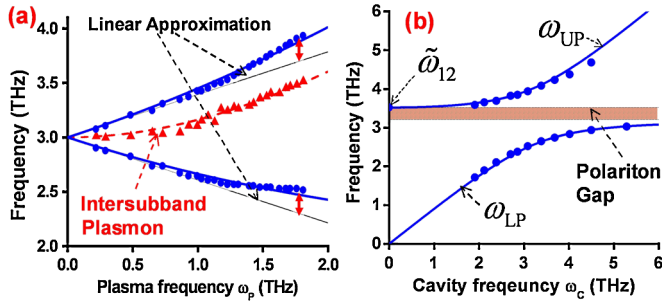 (a)
Linear Approximation
4.0
3.5
3.0
2.5
2.0
Frequency (THz)
Intersubband
Plasmon
0.0
0.5
1.0
1.5
2.0
Plasma frequency ωρ (THz)
(b)
6
5
4
3
2
1
0
Frequency (THz)
ωUP
ω̃12
Polariton
Gap
ωLP
0
1
2
3
4
5
6
Cavity freqeuncy ωC (THz)